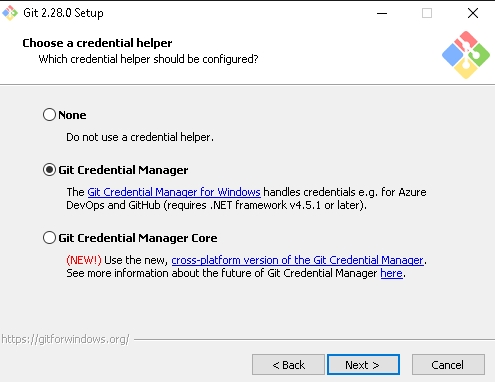 Git 2.28.0 Setup
Choose a credential helper
Which credential helper should be configured?
None
Do not use a credential helper.
Git Credential Manager
The Git Credential Manager for Windows handles credentials e.g. for Azure
DevOps and GitHub (requires .NET framework v4.5.1 or later).
Git Credential Manager Core
(NEW!) Use the new, cross-platform version of the Git Credential Manager.
See more information about the future of Git Credential Manager here.
https://gitforwindows.org/
< Back
Next >
Cancel